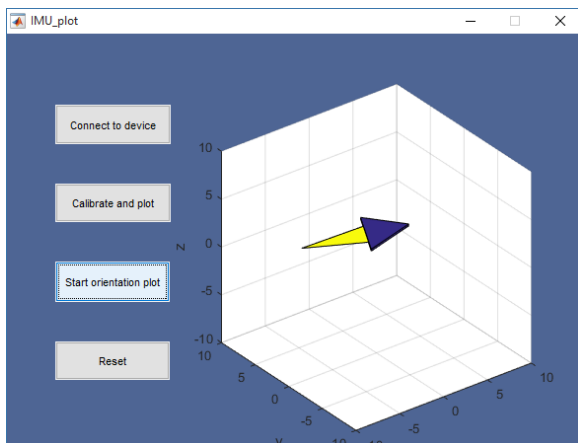 IMU_plot
Connect to device
Calibrate and plot
Start orientation plot
Reset
10
5
0
-5
-10
z
10
5
0
-5
-5
0
5
10